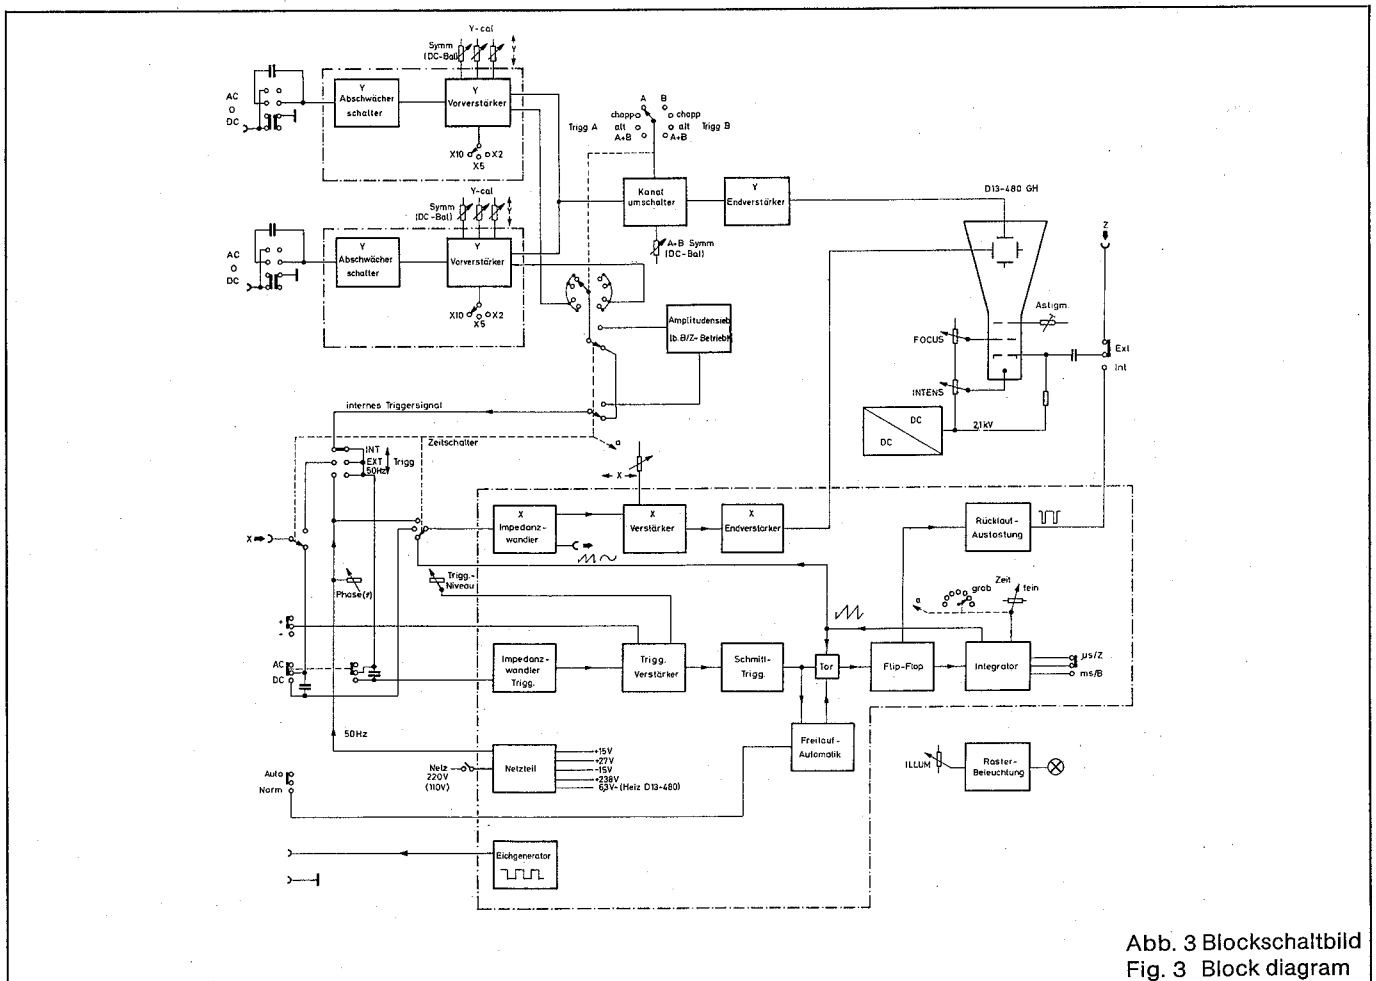 Y-cal
Symm
(DC-Bal)
Y
AC
O
DC
Y
Abschwächer
schalter
Y
Vorverstärker
X10
X2
X5
A
B
chopp
chopp
Trigg A
alt
alt
Trigg B
A+B
A+B
Y-cal
Symm
(DC-Bal)
Y
AC
O
DC
Y
Abschwächer
schalter
Y
Vorverstärker
X10
X2
X5
Kanal
umschalter
Y
Endverstärker
A+B Symm
(DC-Bal)
D13-480 GH
Z
Amplitudensieb
(b.B/Z-Betrieb)
Astigm.
FOCUS
Ext
Int
INTENS
DC
DC
2,1kV
internes Triggersignal
Zeitschalter
a
INT
EXT
50Hz
Trigg
X
X
X
Impedanz-
wandler
X
Verstärker
X
Endverstärker
Rücklauf-
Austastung
Trigg.-
Niveau
Phase(f)
Zeit
grob
fein
a
+
-
AC
DC
Impedanz-
wandler
Trigg.
Trigg.
Verstärker
Schmitt-
Trigg.
Tor
Flip-Flop
Integrator
µs/Z
ms/B
50Hz
Freilauf-
Automatik
Netz
220V
(110V)
Netzteil
+15V
+27V
-15V
+238V
6,3V~(Heiz D13-480)
Auto
Norm
ILLUM
Raster-
Beleuchtung
Eichgenerator
Abb. 3 Blockschaltbild
Fig. 3 Block diagram